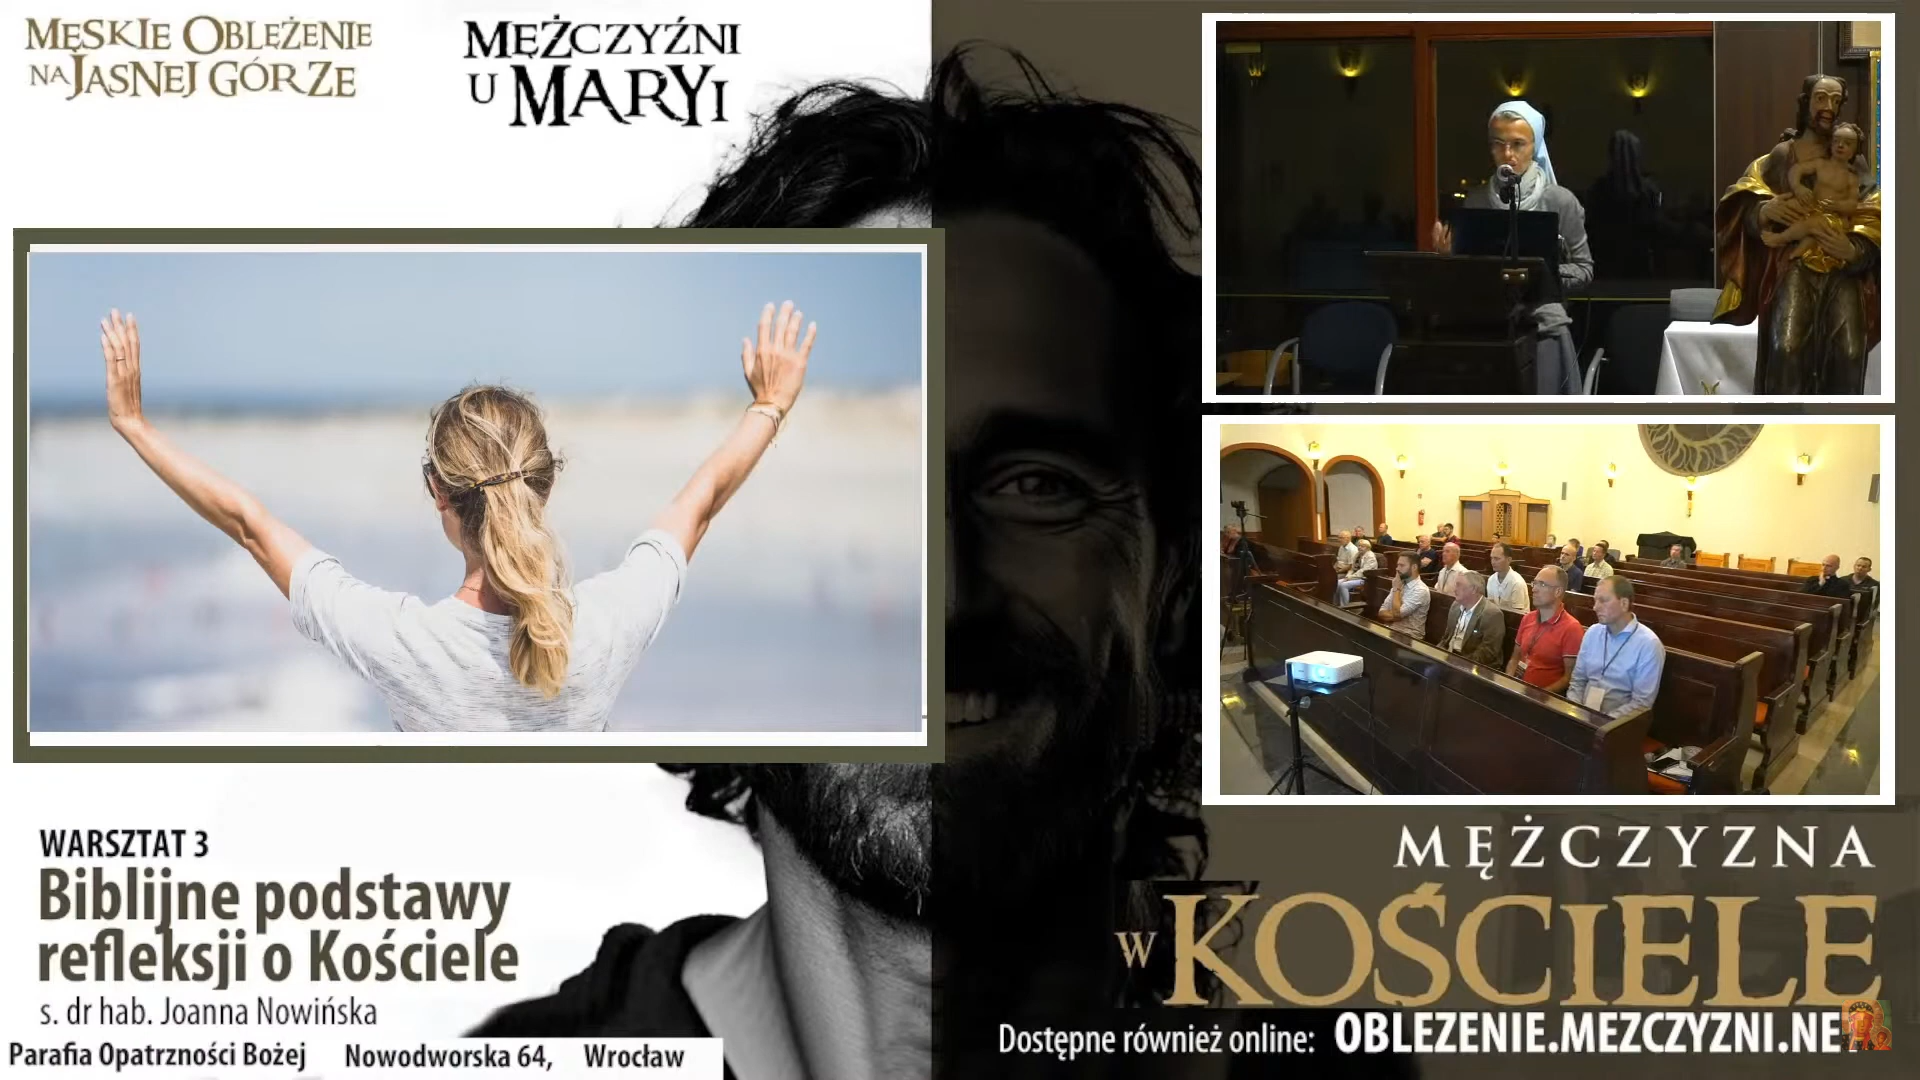 MĘSKIE OBLĘŻENIE
NA JASNEJ GÓRZE
MĘŻCZYŹNI
U MARYI
WARSZTAT 3
Biblijne podstawy
refleksji o Kościele
s. dr hab. Joanna Nowińska
Parafia Opatrzności Bożej Nowodworska 64, Wrocław
MĘŻCZYZNA
W KOŚCIELE
Dostępne również online: OBLEZENIE.MEZCZYZNI.NE